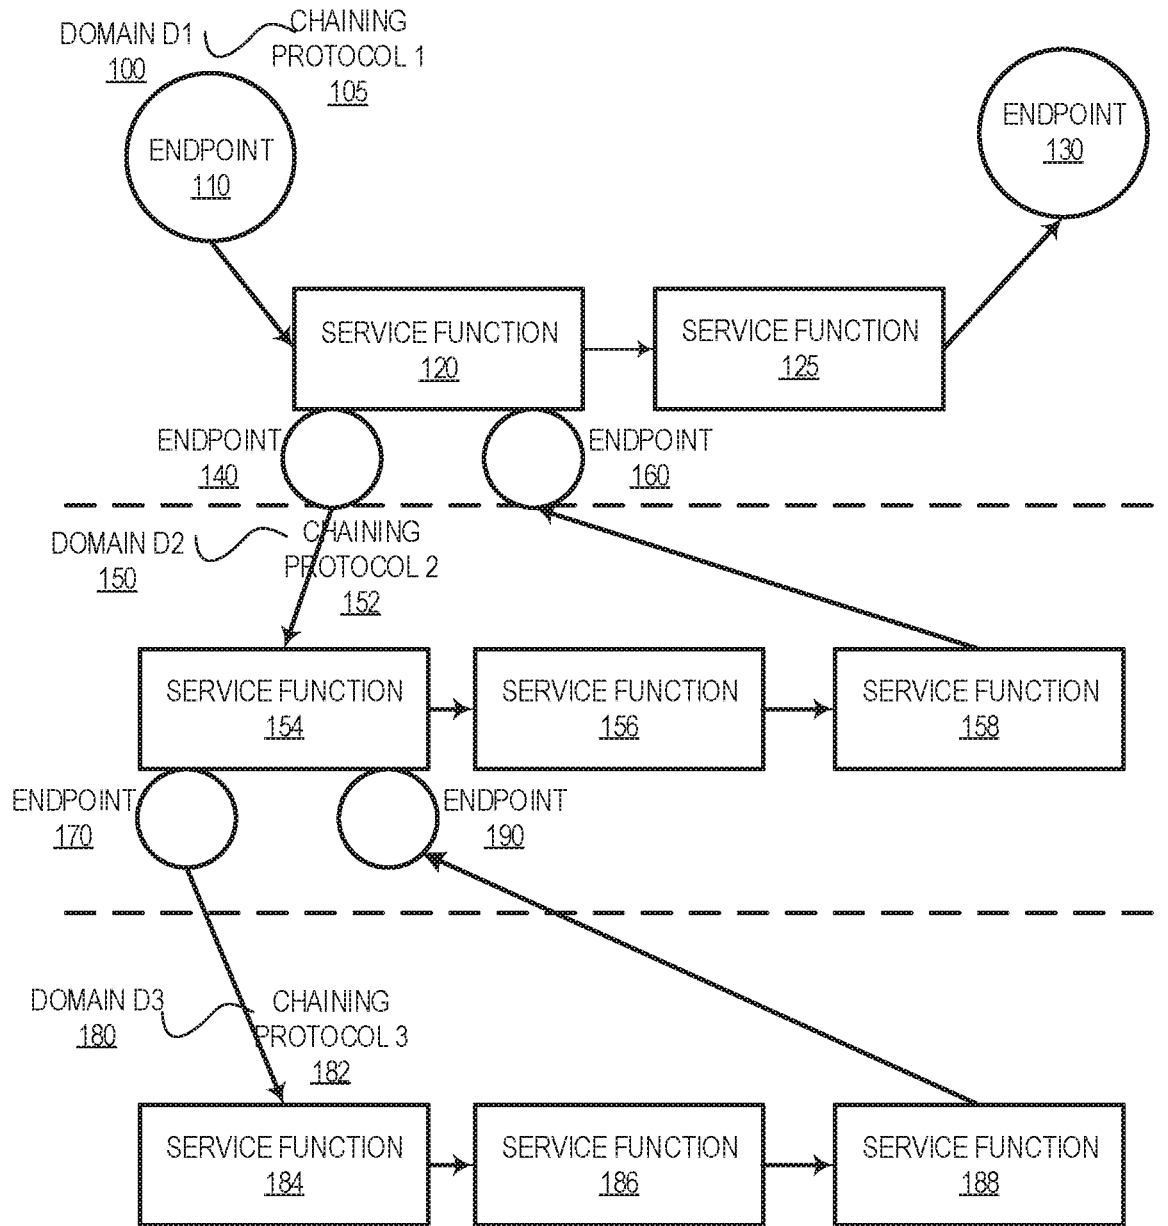 DOMAIN D1
100
CHAINING
PROTOCOL 1
105
ENDPOINT
110
ENDPOINT
130
SERVICE FUNCTION
120
SERVICE FUNCTION
125
ENDPOINT
140
ENDPOINT
160
DOMAIN D2
150
CHAINING
PROTOCOL 2
152
SERVICE FUNCTION
154
SERVICE FUNCTION
156
SERVICE FUNCTION
158
ENDPOINT
170
ENDPOINT
190
DOMAIN D3
180
CHAINING
PROTOCOL 3
182
SERVICE FUNCTION
184
SERVICE FUNCTION
186
SERVICE FUNCTION
188